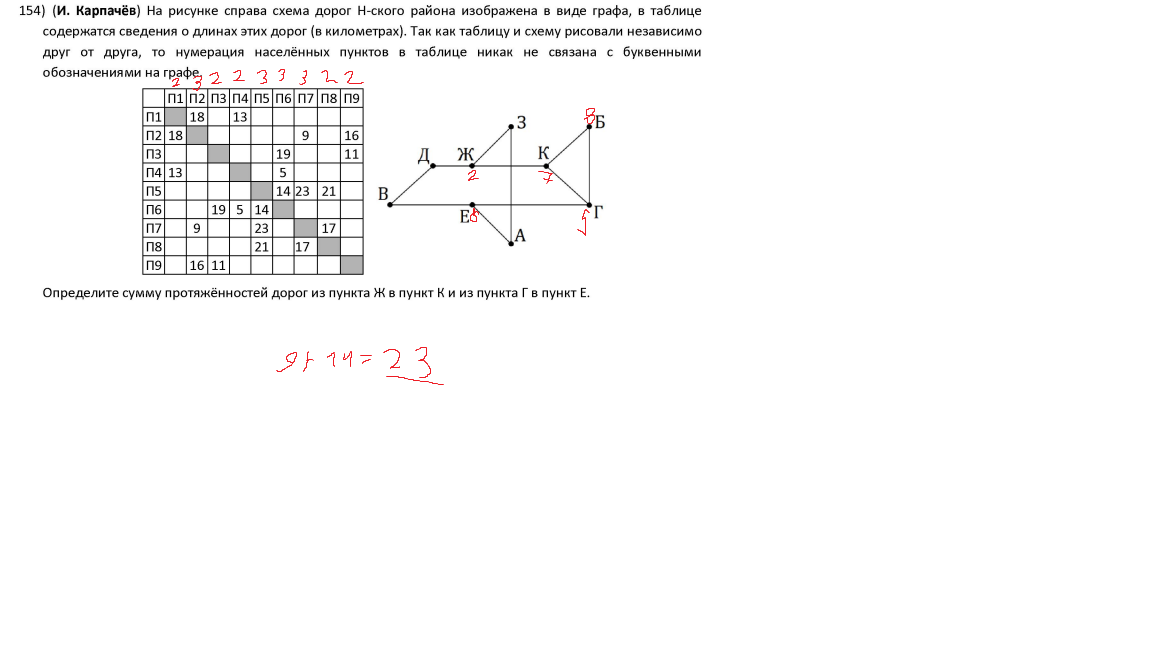 154) (И. Карпачёв) На рисунке справа схема дорог Н-ского района изображена в виде графа, в таблице
содержатся сведения о длинах этих дорог (в километрах). Так как таблицу и схему рисовали независимо
друг от друга, то нумерация населённых пунктов в таблице никак не связана с буквенными
обозначениями на графе.
2 3 2 2 3 3 3 2 2
П1 П2 П3 П4 П5 П6 П7 П8 П9
П1 18 13
П2 18 9 16
П3 19 11
П4 13 5
П5 14 23 21
П6 19 5 14
П7 9 23 17
П8 21 17
П9 16 11
З
8 Б
Д Ж К
2 7
В
Е 6 5 Г
А
Определите сумму протяжённостей дорог из пункта Ж в пункт К и из пункта Г в пункт Е.
9+14=23